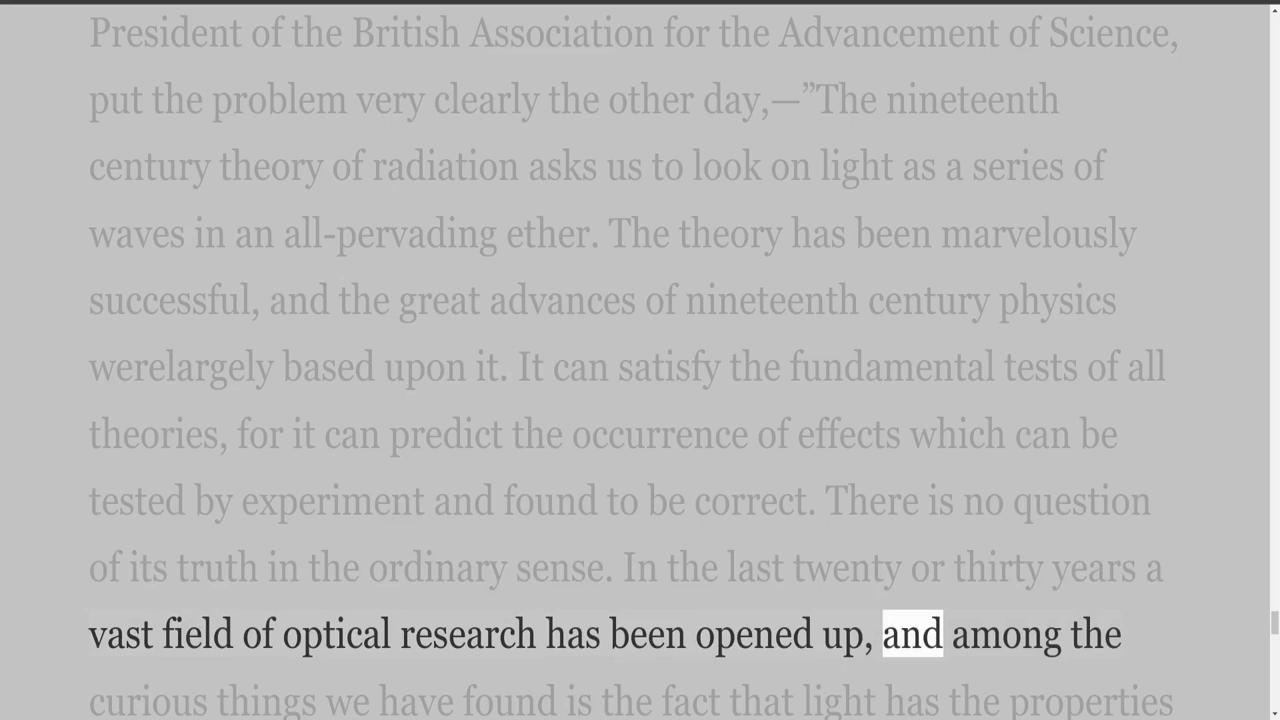 President of the British Association for the Advancement of Science,
put the problem very clearly the other day,—”The nineteenth
century theory of radiation asks us to look on light as a series of
waves in an all-pervading ether. The theory has been marvelously
successful, and the great advances of nineteenth century physics
werelargely based upon it. It can satisfy the fundamental tests of all
theories, for it can predict the occurrence of effects which can be
tested by experiment and found to be correct. There is no question
of its truth in the ordinary sense. In the last twenty or thirty years a
vast field of optical research has been opened up, and among the
curious things we have found is the fact that light has the properties